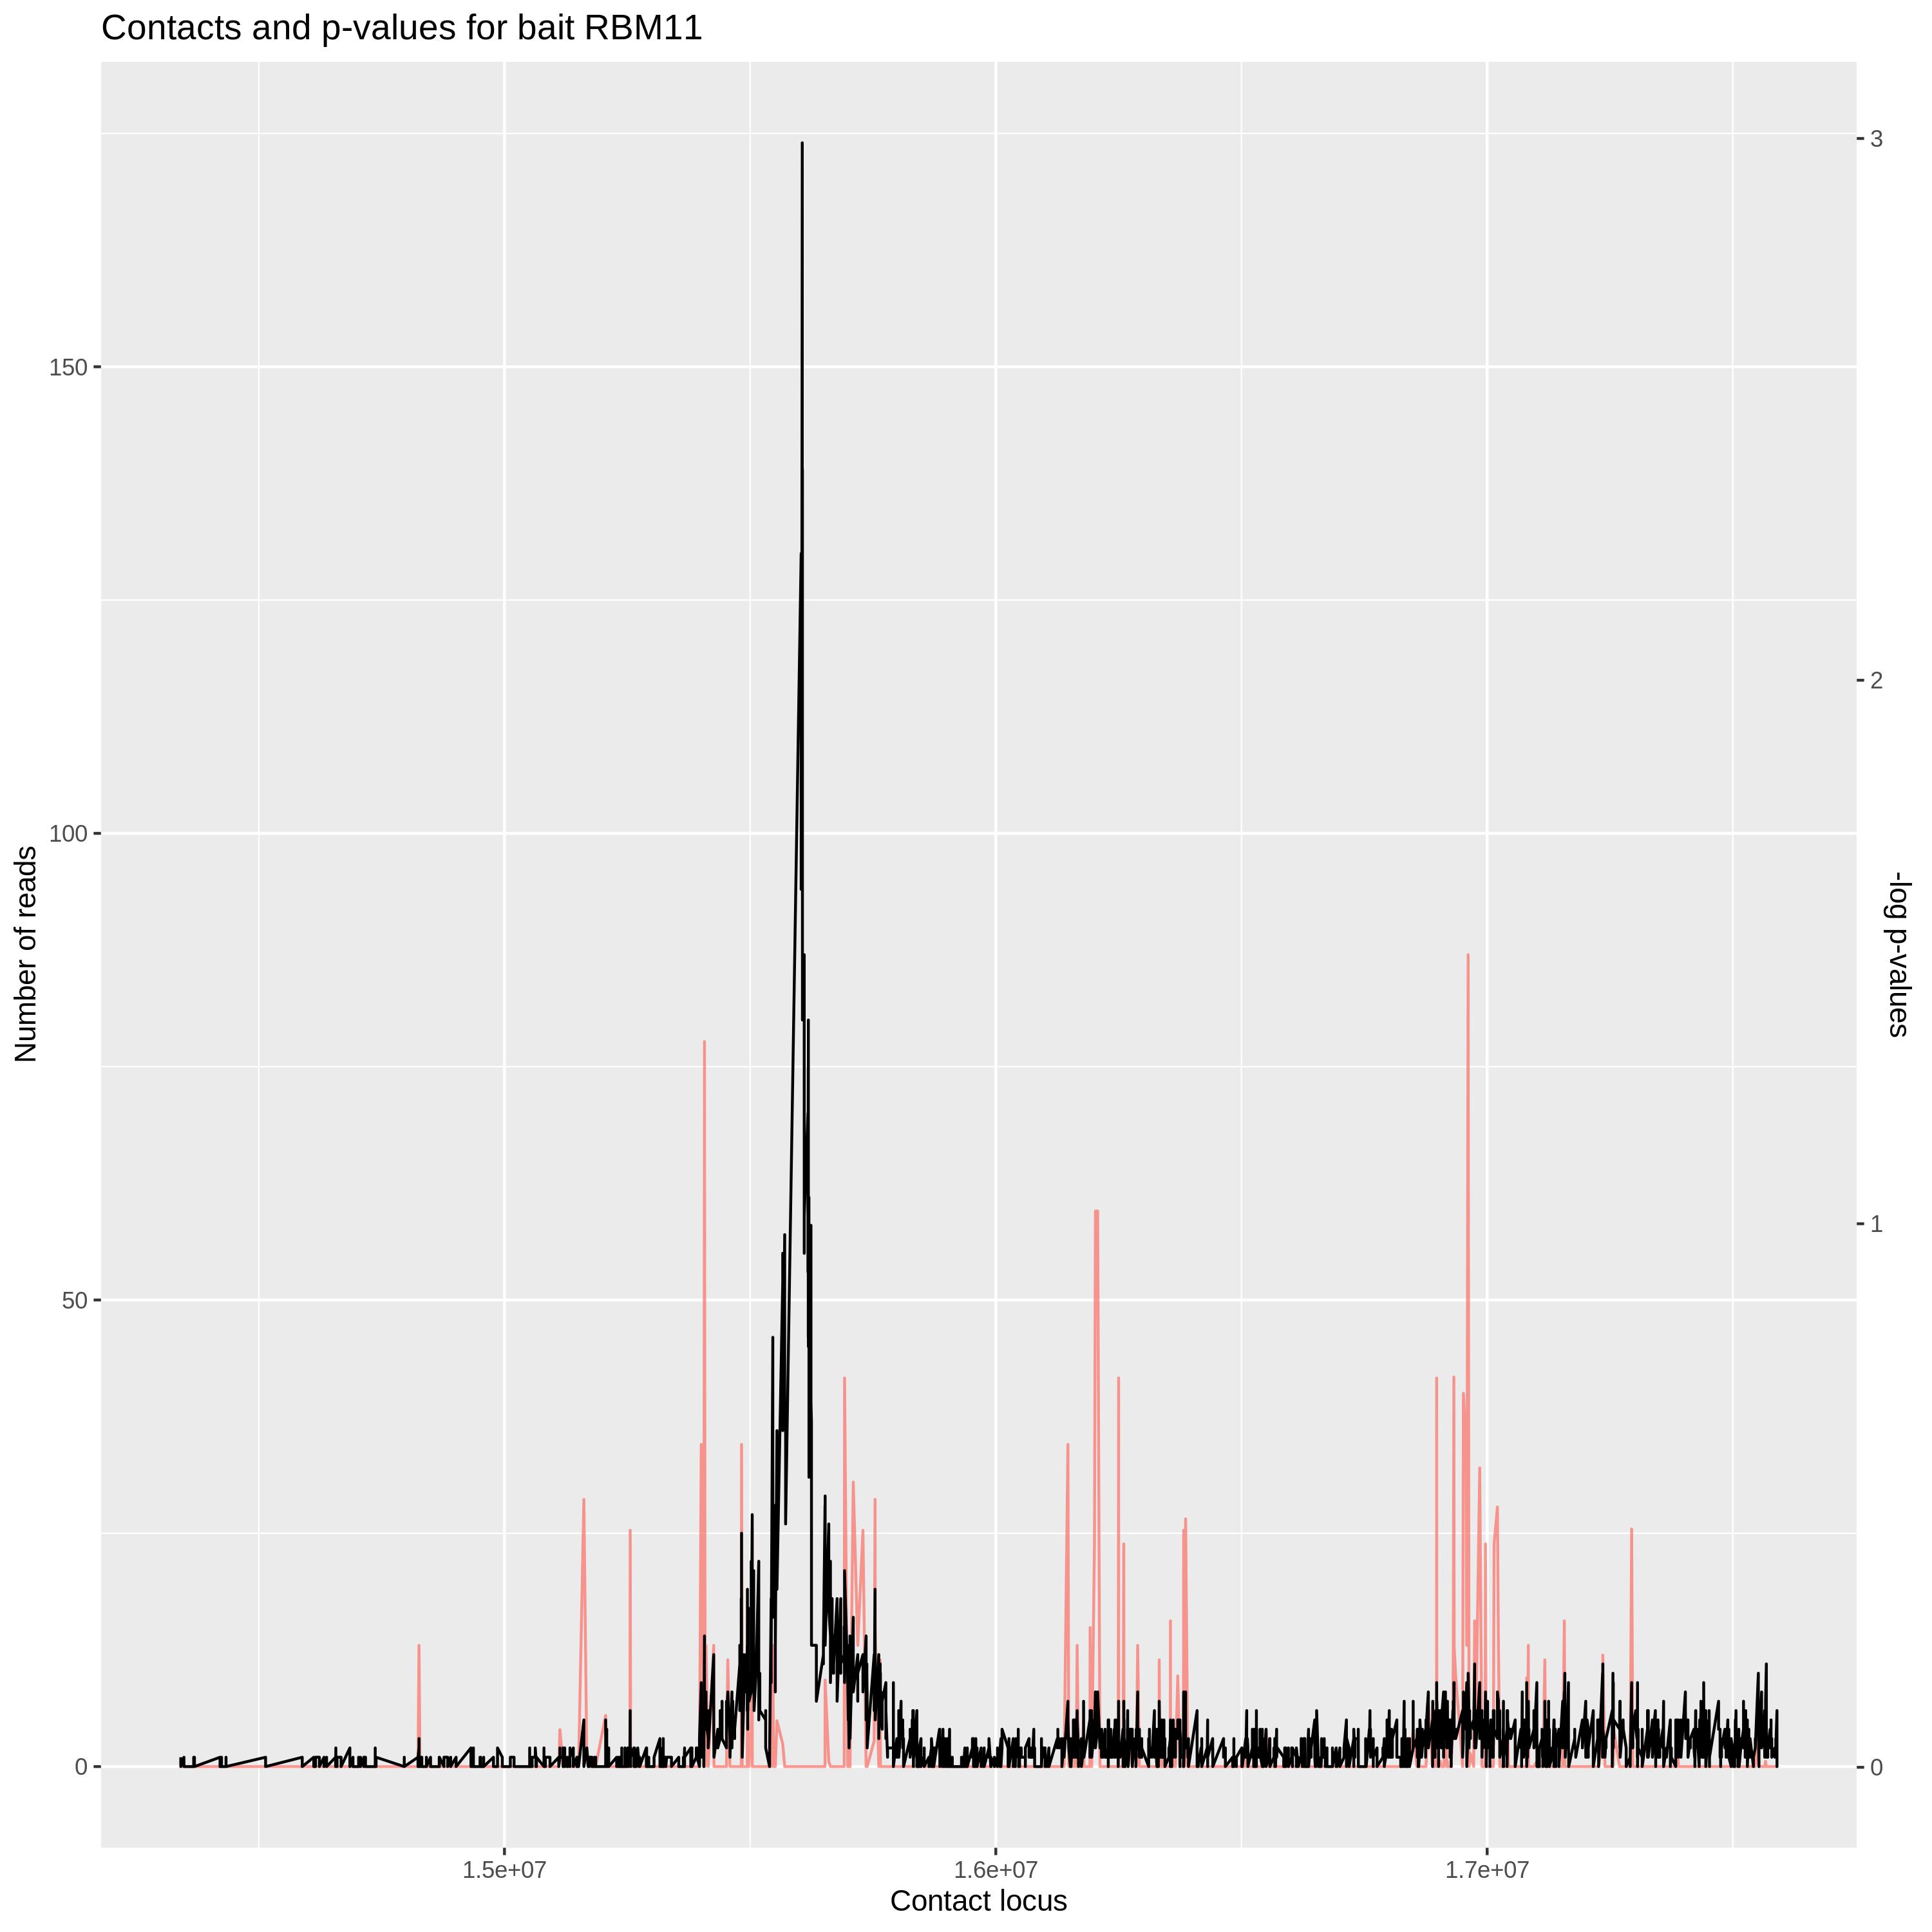 Contacts and p-values for bait RBM11
Number of reads
150
100
50
0
3
2
1
0
-log p-values
1.5e+07
1.6e+07
1.7e+07
Contact locus